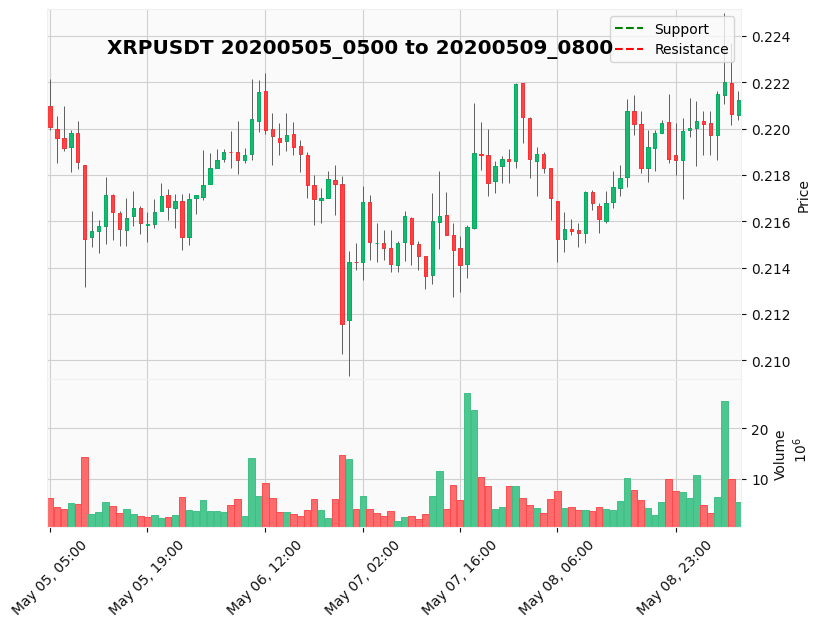 XRPUSDT 20200505_0500 to 20200509_0800
Support
Resistance
0.224
0.222
0.220
0.218
0.216
0.214
0.212
0.210
Price
20
10
Volume
10^6
May 05, 05:00
May 05, 19:00
May 06, 12:00
May 07, 02:00
May 07, 16:00
May 08, 06:00
May 08, 23:00